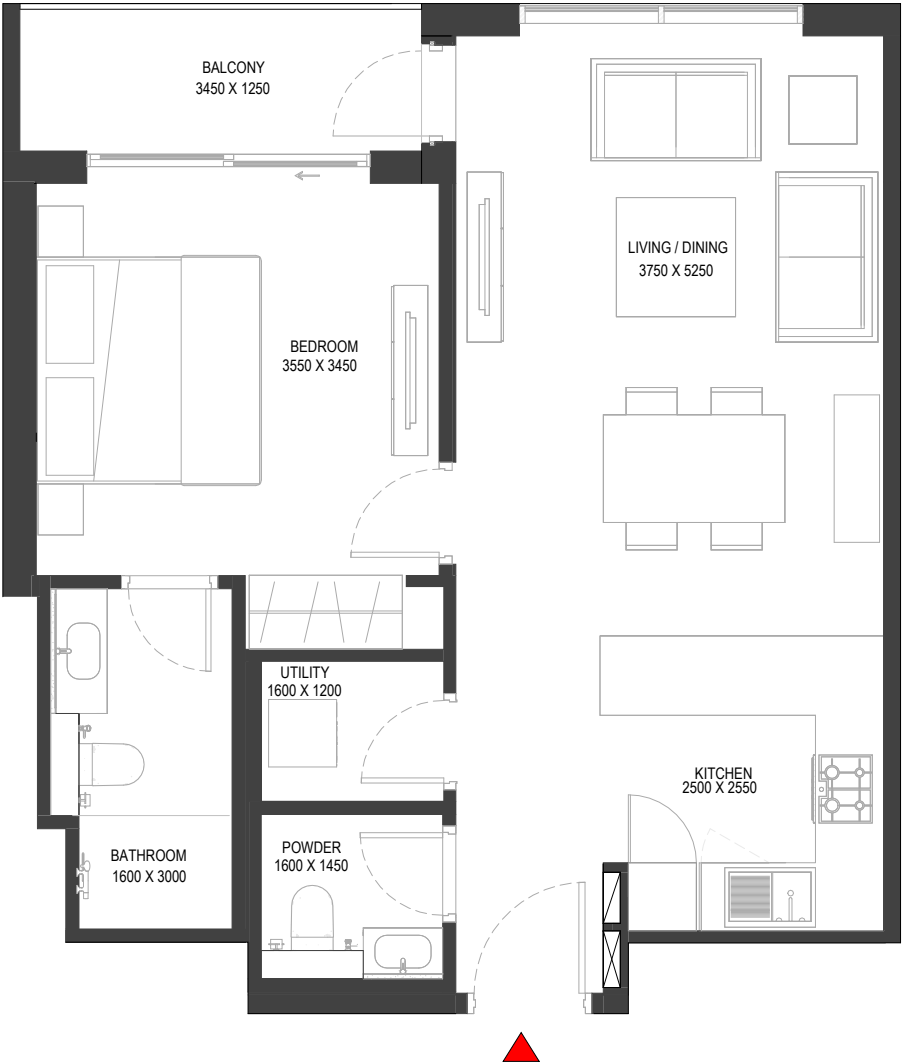 BALCONY
3450 X 1250
LIVING / DINING
3750 X 5250
BEDROOM
3550 X 3450
UTILITY
1600 X 1200
KITCHEN
2500 X 2550
POWDER
1600 X 1450
BATHROOM
1600 X 3000